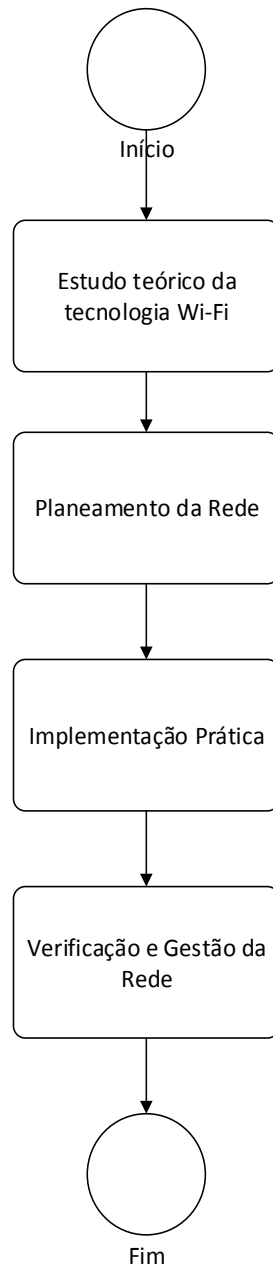 Início
Estudo teórico da
tecnologia Wi-Fi
Planeamento da Rede
Implementação Prática
Verificação e Gestão da
Rede
Fim